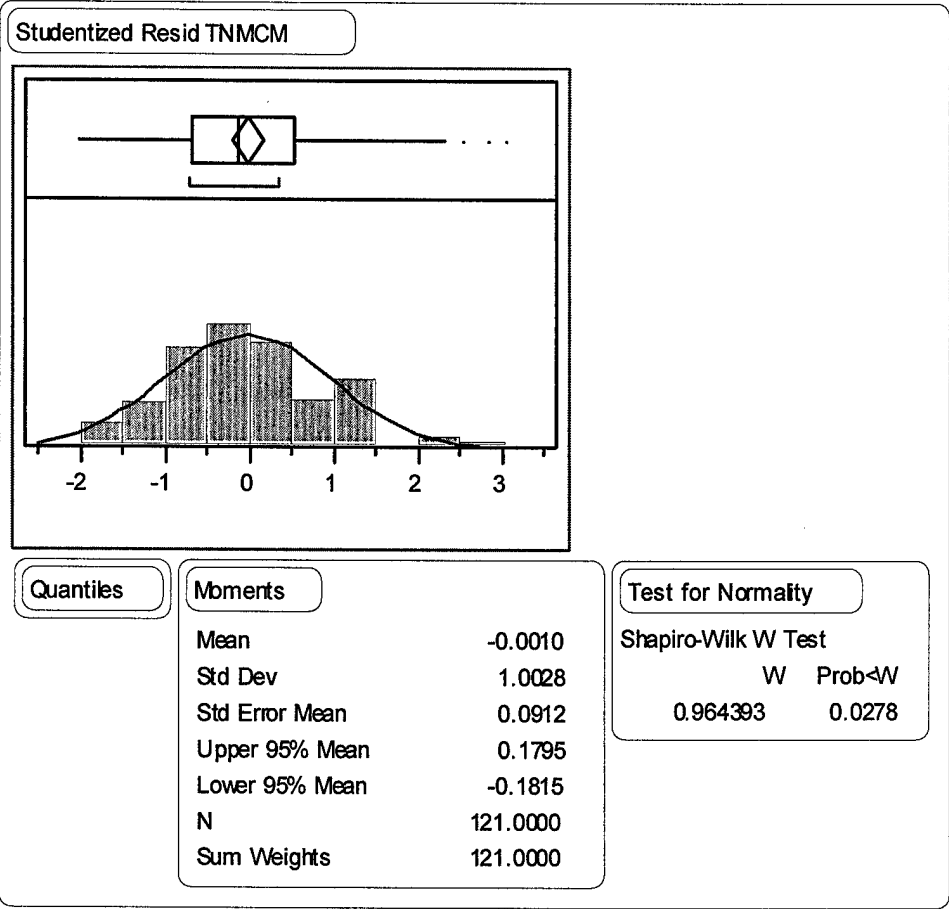 Studentized Resid TNMCM
-2 -1 0 1 2 3
Quantiles
Moments
Mean -0.0010
Std Dev 1.0028
Std Error Mean 0.0912
Upper 95% Mean 0.1795
Lower 95% Mean -0.1815
N 121.0000
Sum Weights 121.0000
Test for Normality
Shapiro-Wilk W Test
W Prob<W
0.964393 0.0278